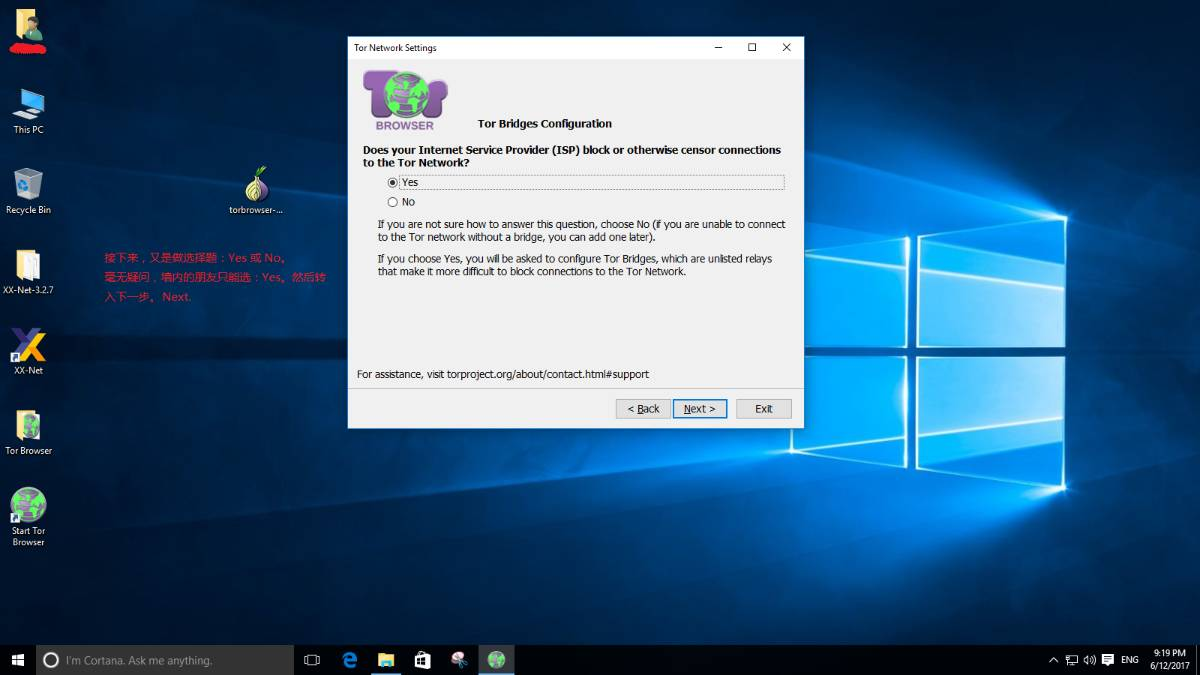 Tor Network Settings
Tor
BROWSER
Tor Bridges Configuration
Does your Internet Service Provider (ISP) block or otherwise censor connections
to the Tor Network?
Yes
No
If you are not sure how to answer this question, choose No (if you are unable to connect
to the Tor network without a bridge, you can add one later).
If you choose Yes, you will be asked to configure Tor Bridges, which are unlisted relays
that make it more difficult to block connections to the Tor Network.
For assistance, visit torproject.org/about/contact.html#support
< Back
Next >
Exit
This PC
Recycle Bin
torbrowser-...
接下来，又是做选择题：Yes 或 No。
毫无疑问，墙内的朋友只能选：Yes。然后转
入下一步。Next.
XX-Net-3.2.7
XX-Net
Tor Browser
Start Tor
Browser
I'm Cortana. Ask me anything.
ENG
9:19 PM
6/12/2017